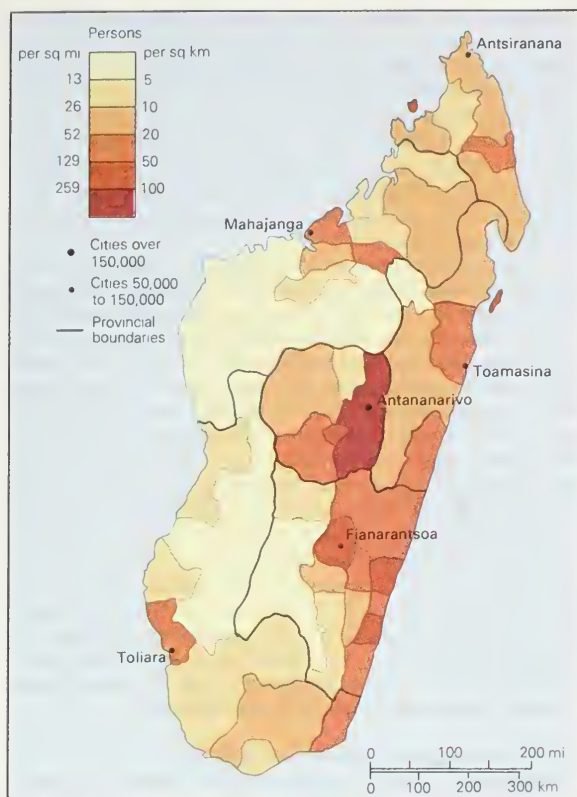 Persons
per sq mi per sq km
13 5
26 10
52 20
129 50
259 100
Cities over
150,000
Cities 50,000
to 150,000
Provincial
boundaries
Antsiranana
Mahajanga
Toamasina
Antananarivo
Fianarantsoa
Toliara
0 100 200 mi
0 100 200 300 km